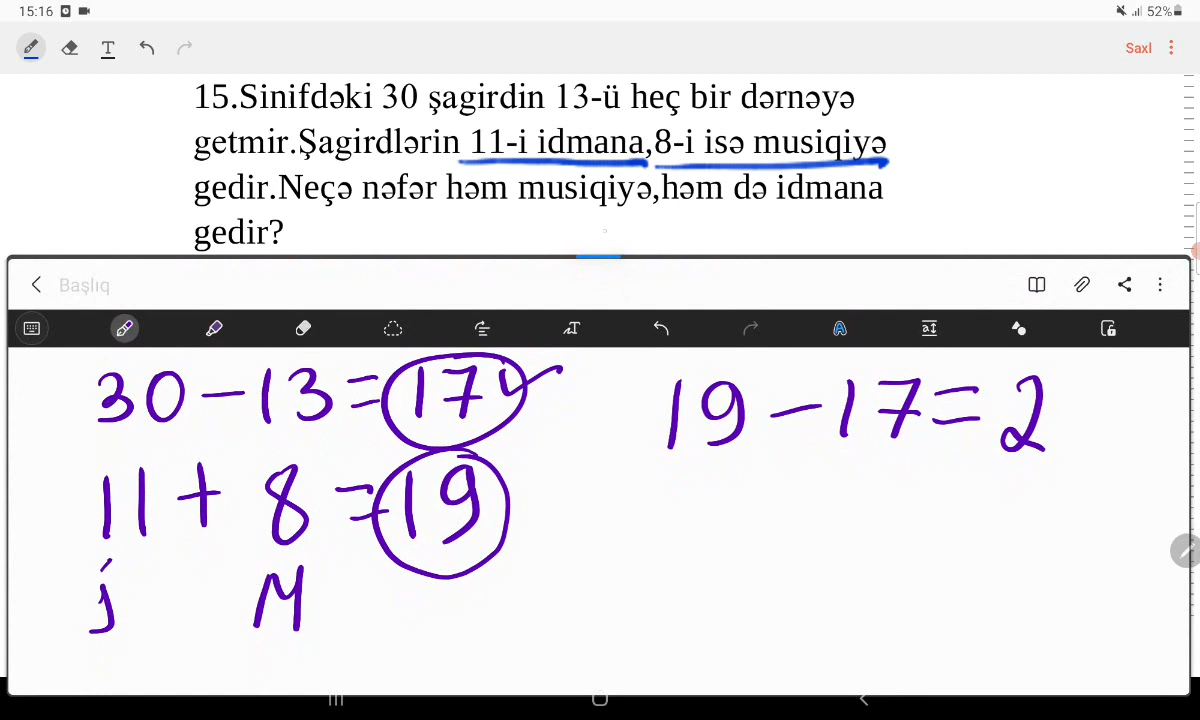 15:16 52%
T Saxl
15.Sinifdəki 30 şagirdin 13-ü heç bir dərnəyə
getmir.Şagirdlərin 11-i idmana,8-i isə musiqiyə
gedir.Neçə nəfər həm musiqiyə,həm də idmana
gedir?
Başlıq
30-13=17 19-17=2
11+8=19
i M